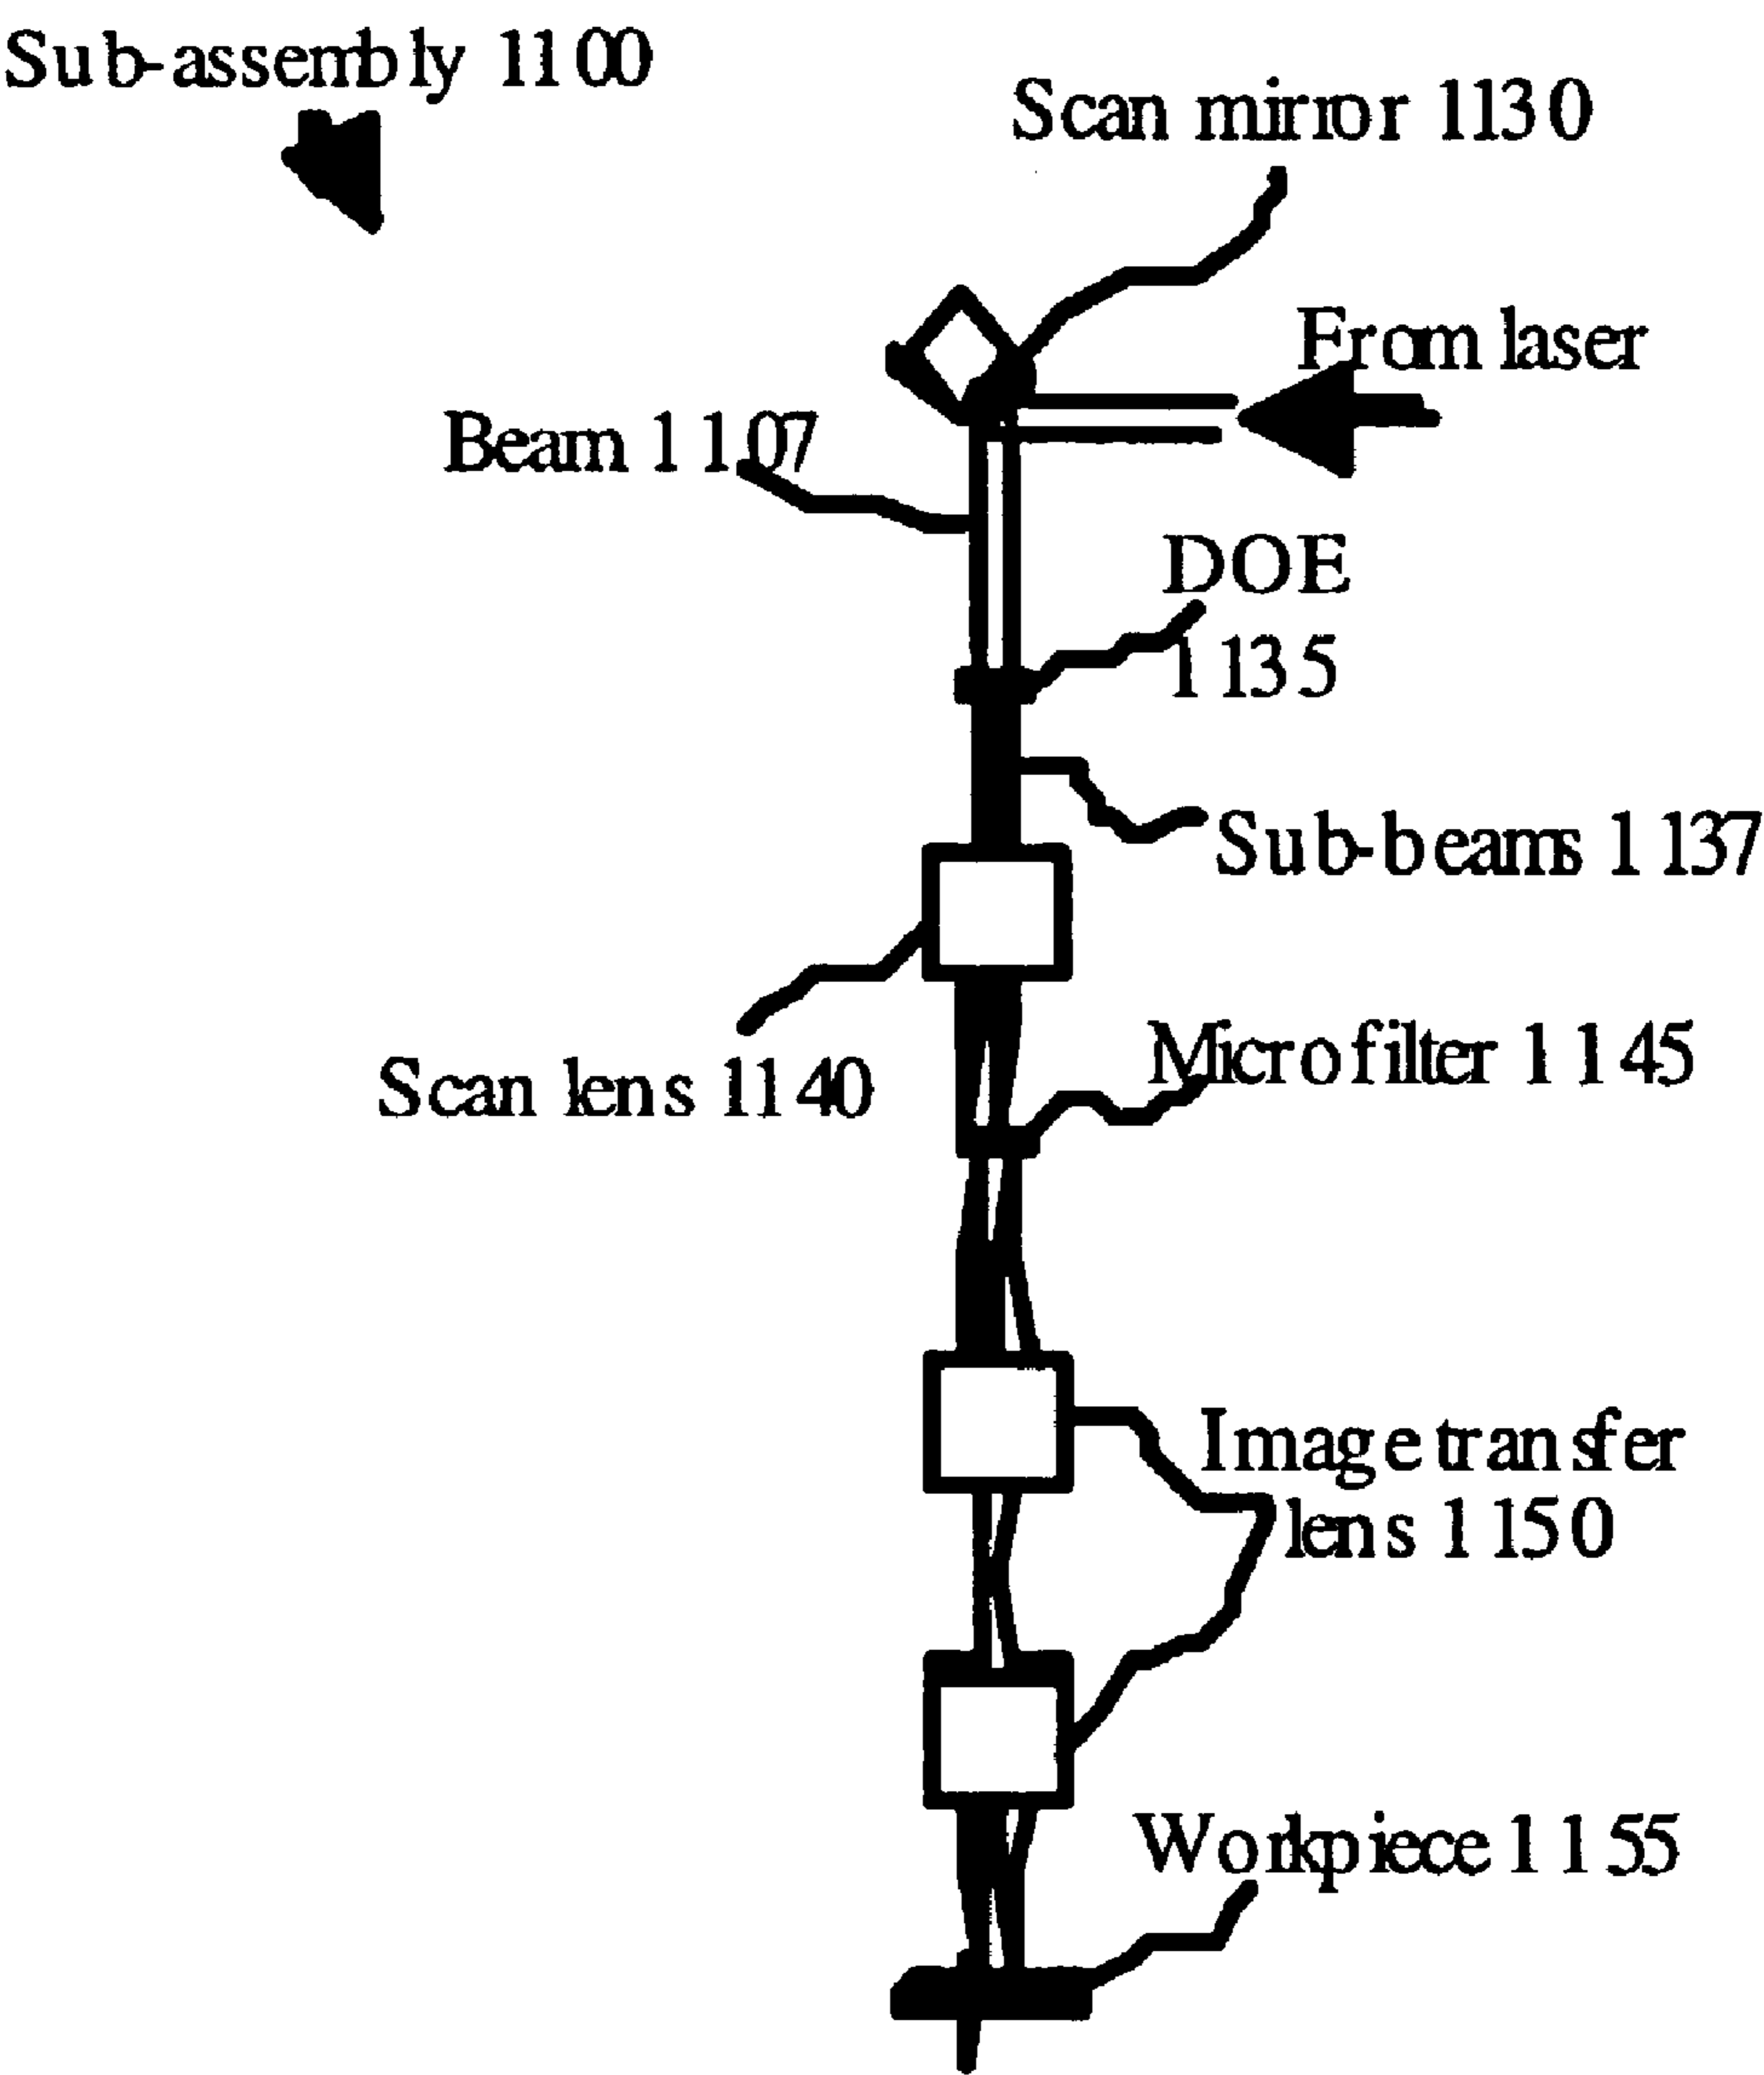 Sub-assembly 1100
Scan mirror 1130
From laser
Beam 1107
DOE
1135
Sub-beams 1137
Microfilter 1145
Scan lens 1140
Image transfer
lens 1150
Workpiece 1155